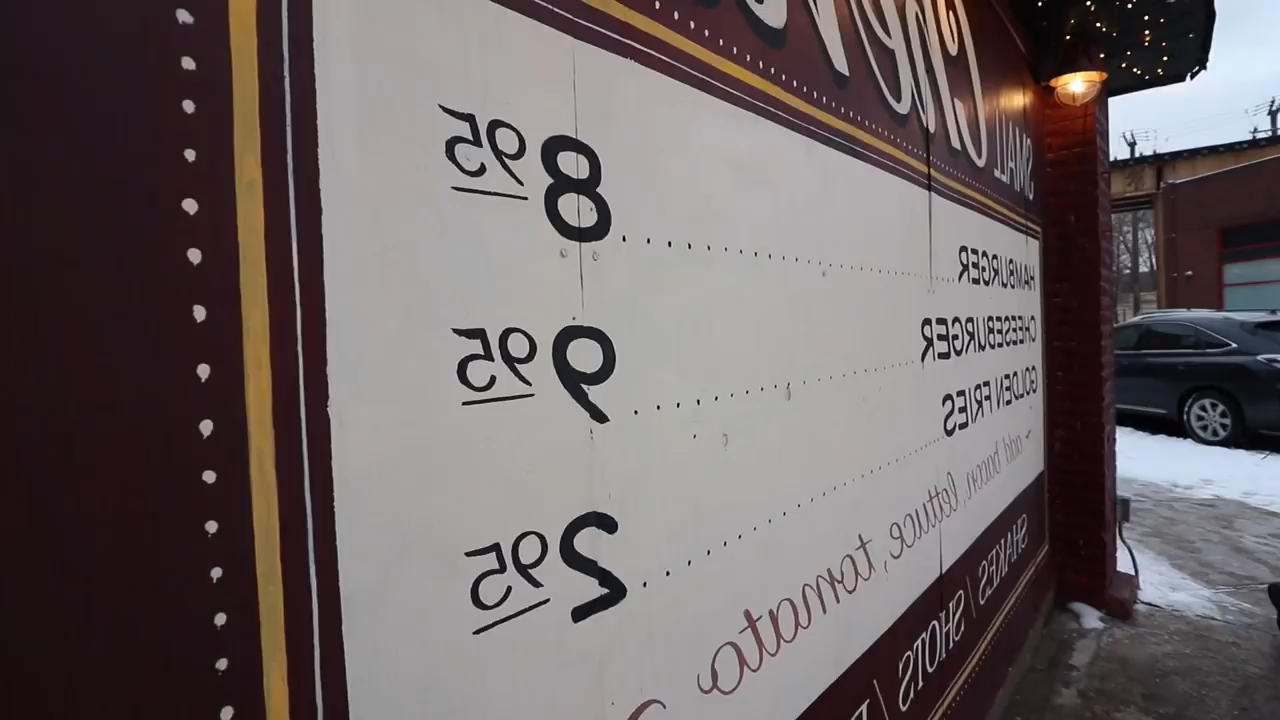 SMALL
HAMBURGER 8 95
CHEESEBURGER 9 95
GOLDEN FRIES 2 95
add bacon, lettuce, tomato
SHAKES / SHOTS /